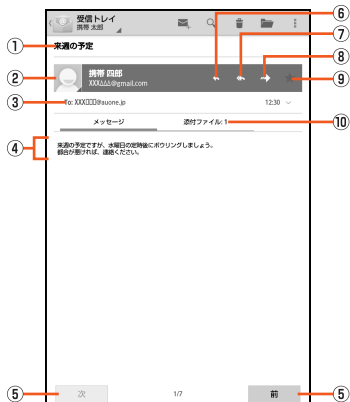 受信トレイ
携帯 太郎
① 来週の予定
② 携帯 四郎
XXX△△△@gmail.com
⑥
⑦
⑧
⑨
③ To: XXX□□□@auone.jp
12:30
メッセージ
添付ファイル: 1
⑩
④ 来週の予定ですが、水曜日の定時後にボウリングしましょう。
都合が悪ければ、連絡ください。
⑤ 次
1/7
前 ⑤